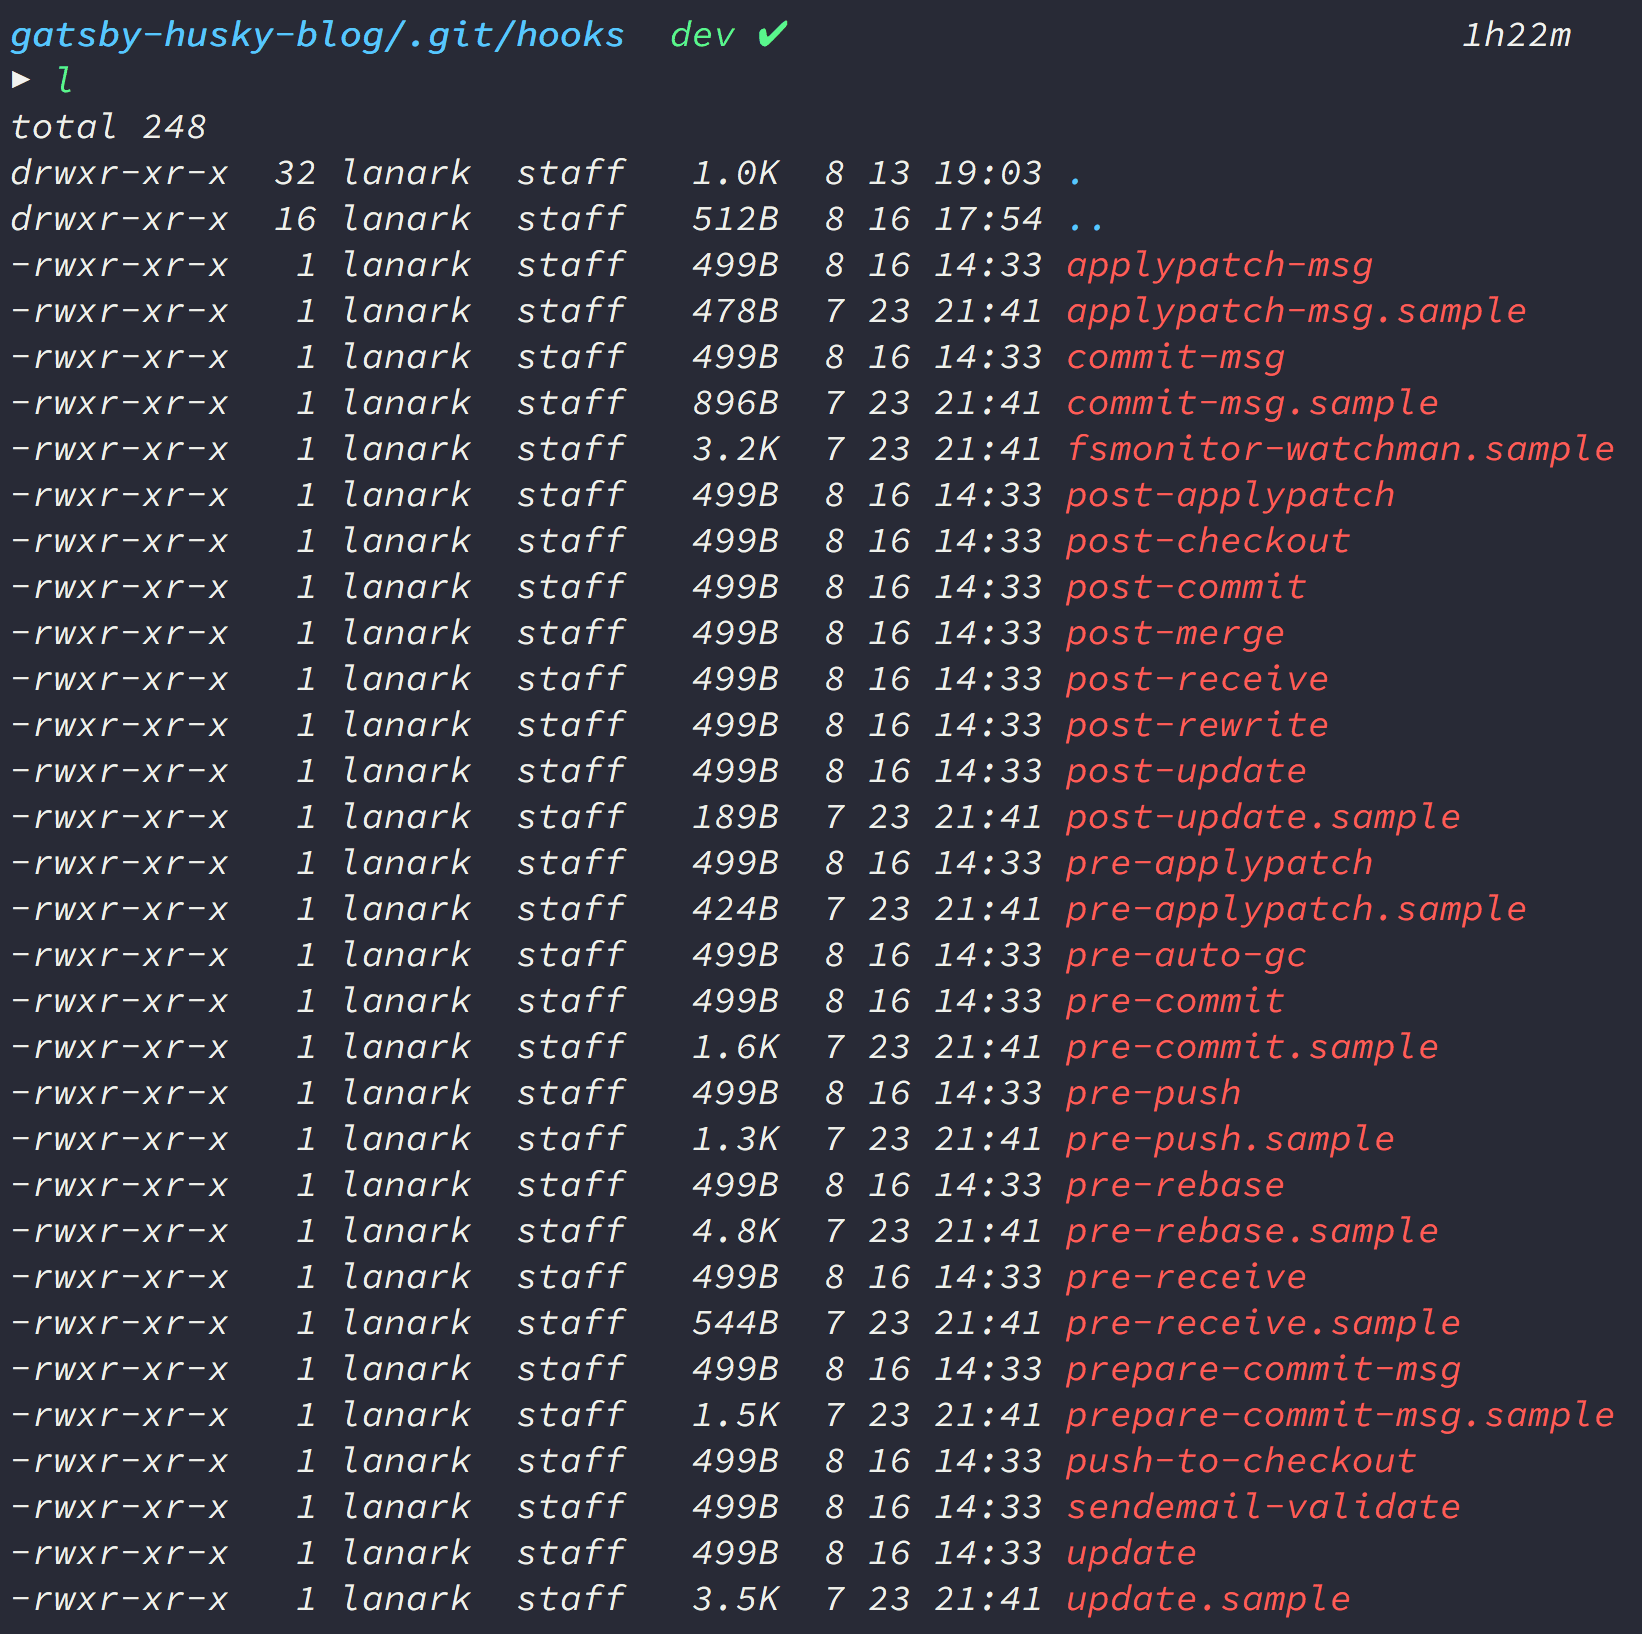 gatsby-husky-blog/.git/hooks  dev ✔  1h22m
► l
total 248
drwxr-xr-x  32 lanark  staff   1.0K  8 13 19:03 .
drwxr-xr-x  16 lanark  staff   512B  8 16 17:54 ..
-rwxr-xr-x   1 lanark  staff   499B  8 16 14:33 applypatch-msg
-rwxr-xr-x   1 lanark  staff   478B  7 23 21:41 applypatch-msg.sample
-rwxr-xr-x   1 lanark  staff   499B  8 16 14:33 commit-msg
-rwxr-xr-x   1 lanark  staff   896B  7 23 21:41 commit-msg.sample
-rwxr-xr-x   1 lanark  staff   3.2K  7 23 21:41 fsmonitor-watchman.sample
-rwxr-xr-x   1 lanark  staff   499B  8 16 14:33 post-applypatch
-rwxr-xr-x   1 lanark  staff   499B  8 16 14:33 post-checkout
-rwxr-xr-x   1 lanark  staff   499B  8 16 14:33 post-commit
-rwxr-xr-x   1 lanark  staff   499B  8 16 14:33 post-merge
-rwxr-xr-x   1 lanark  staff   499B  8 16 14:33 post-receive
-rwxr-xr-x   1 lanark  staff   499B  8 16 14:33 post-rewrite
-rwxr-xr-x   1 lanark  staff   499B  8 16 14:33 post-update
-rwxr-xr-x   1 lanark  staff   189B  7 23 21:41 post-update.sample
-rwxr-xr-x   1 lanark  staff   499B  8 16 14:33 pre-applypatch
-rwxr-xr-x   1 lanark  staff   424B  7 23 21:41 pre-applypatch.sample
-rwxr-xr-x   1 lanark  staff   499B  8 16 14:33 pre-auto-gc
-rwxr-xr-x   1 lanark  staff   499B  8 16 14:33 pre-commit
-rwxr-xr-x   1 lanark  staff   1.6K  7 23 21:41 pre-commit.sample
-rwxr-xr-x   1 lanark  staff   499B  8 16 14:33 pre-push
-rwxr-xr-x   1 lanark  staff   1.3K  7 23 21:41 pre-push.sample
-rwxr-xr-x   1 lanark  staff   499B  8 16 14:33 pre-rebase
-rwxr-xr-x   1 lanark  staff   4.8K  7 23 21:41 pre-rebase.sample
-rwxr-xr-x   1 lanark  staff   499B  8 16 14:33 pre-receive
-rwxr-xr-x   1 lanark  staff   544B  7 23 21:41 pre-receive.sample
-rwxr-xr-x   1 lanark  staff   499B  8 16 14:33 prepare-commit-msg
-rwxr-xr-x   1 lanark  staff   1.5K  7 23 21:41 prepare-commit-msg.sample
-rwxr-xr-x   1 lanark  staff   499B  8 16 14:33 push-to-checkout
-rwxr-xr-x   1 lanark  staff   499B  8 16 14:33 sendemail-validate
-rwxr-xr-x   1 lanark  staff   499B  8 16 14:33 update
-rwxr-xr-x   1 lanark  staff   3.5K  7 23 21:41 update.sample